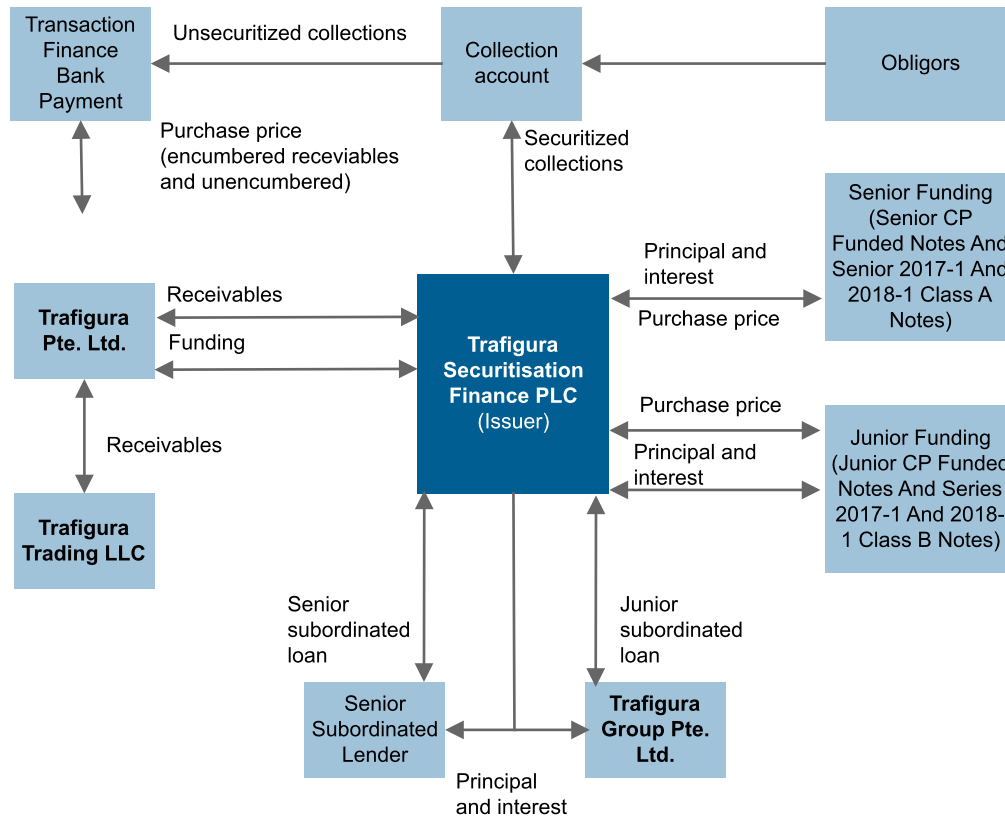 Transaction
Finance
Bank
Payment
Unsecuritized collections
Collection
account
Obligors
Purchase price
(encumbered receviables
and unencumbered)
Securitized
collections
Senior Funding
(Senior CP
Funded Notes And
Senior 2017-1 And
2018-1 Class A
Notes)
Principal and
interest
Purchase price
Receivables
Trafigura
Pte. Ltd.
Funding
Trafigura
Securitisation
Finance PLC
(Issuer)
Purchase price
Principal and
interest
Junior Funding
(Junior CP Funded
Notes And Series
2017-1 And 2018-
1 Class B Notes)
Receivables
Trafigura
Trading LLC
Senior
subordinated
loan
Junior
subordinated
loan
Senior
Subordinated
Lender
Trafigura
Group Pte.
Ltd.
Principal
and interest